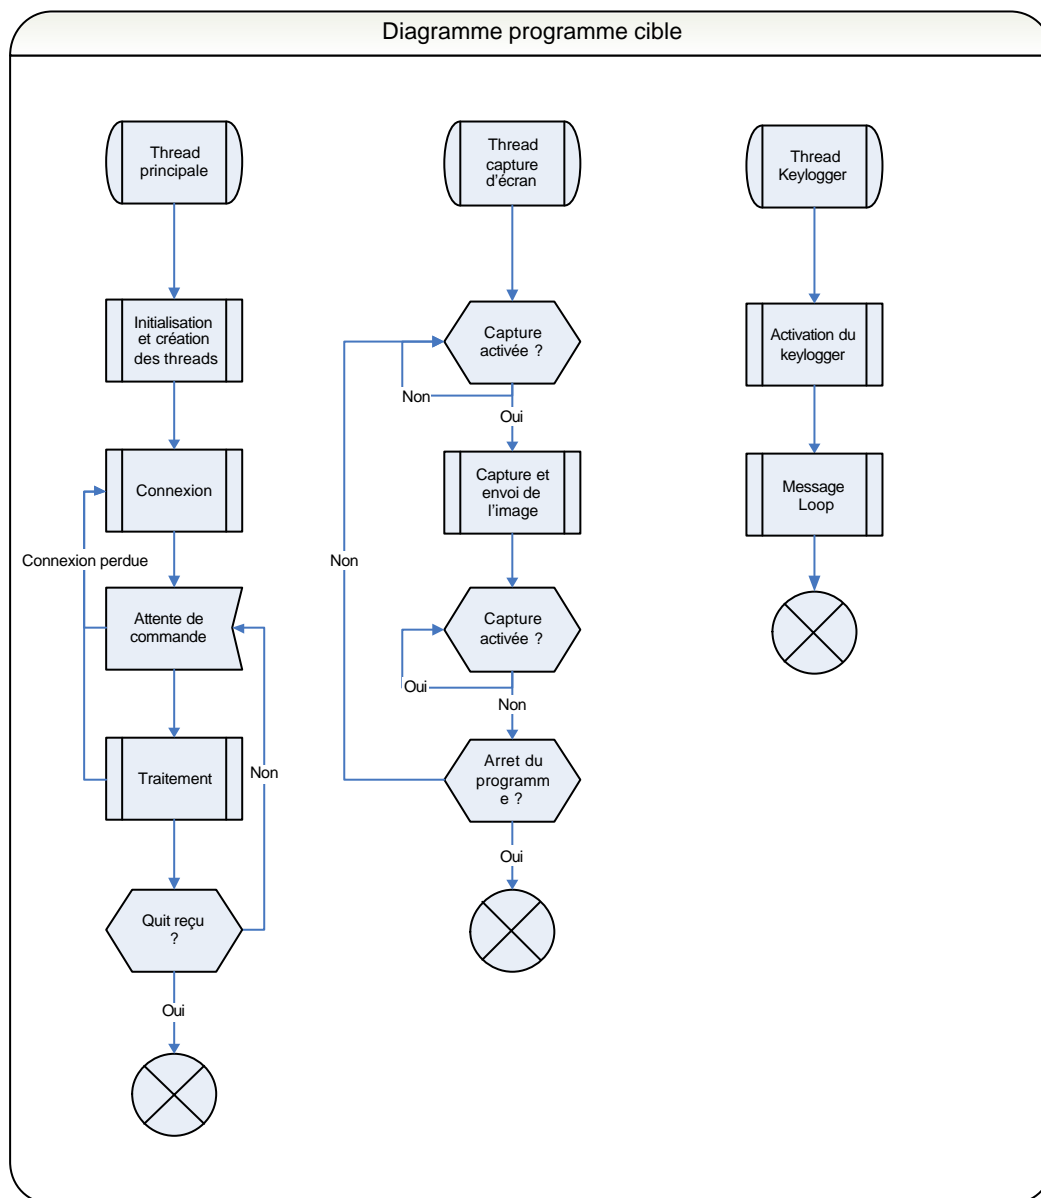 Diagramme programme cible
Thread
principale
Initialisation
et création
des threads
Connexion
Connexion perdue
Attente de
commande
Traitement
Non
Quit reçu
?
Oui
Thread
capture
d'écran
Capture
activée ?
Non
Oui
Capture et
envoi de
l'image
Non
Capture
activée ?
Oui
Non
Arret du
programm
e ?
Oui
Thread
Keylogger
Activation du
keylogger
Message
Loop